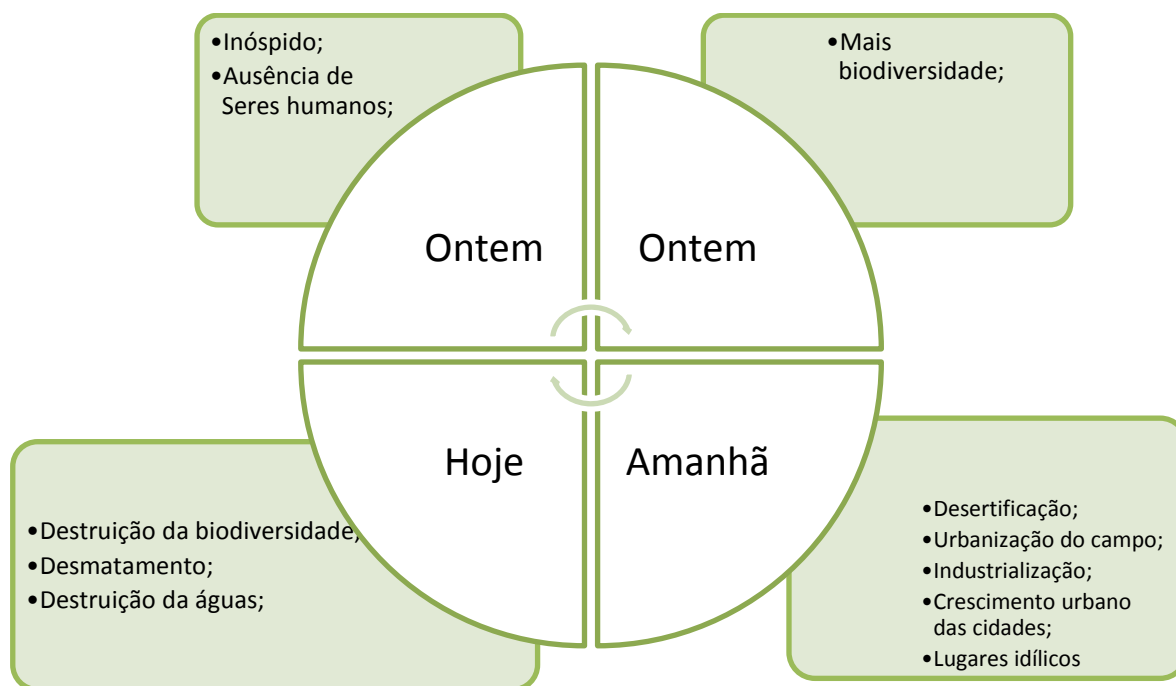 •Inóspido;
•Ausência de
Seres humanos;
•Mais
biodiversidade;
Ontem
Ontem
Hoje
Amanhã
•Destruição da biodiversidade;
•Desmatamento;
•Destruição da águas;
•Desertificação;
•Urbanização do campo;
•Industrialização;
•Crescimento urbano
das cidades;
•Lugares idílicos